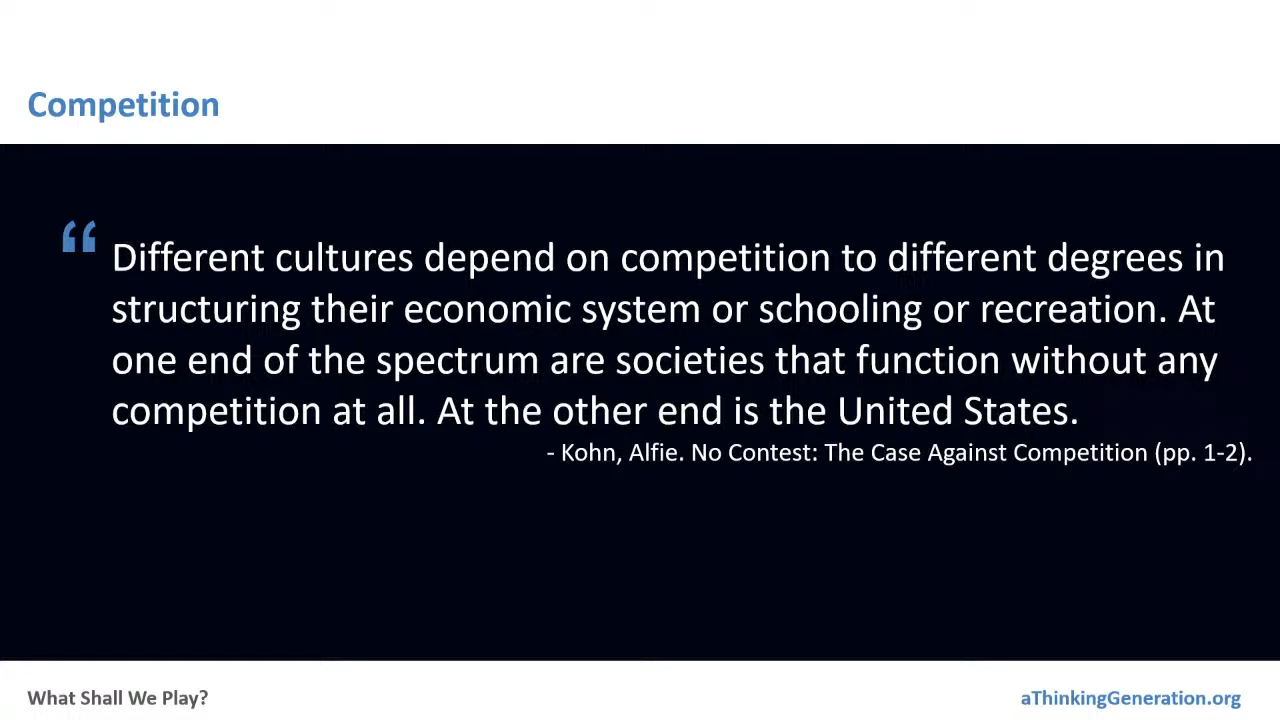 Competition
“ Different cultures depend on competition to different degrees in
structuring their economic system or schooling or recreation. At
one end of the spectrum are societies that function without any
competition at all. At the other end is the United States.
- Kohn, Alfie. No Contest: The Case Against Competition (pp. 1-2).
What Shall We Play?
aThinkingGeneration.org